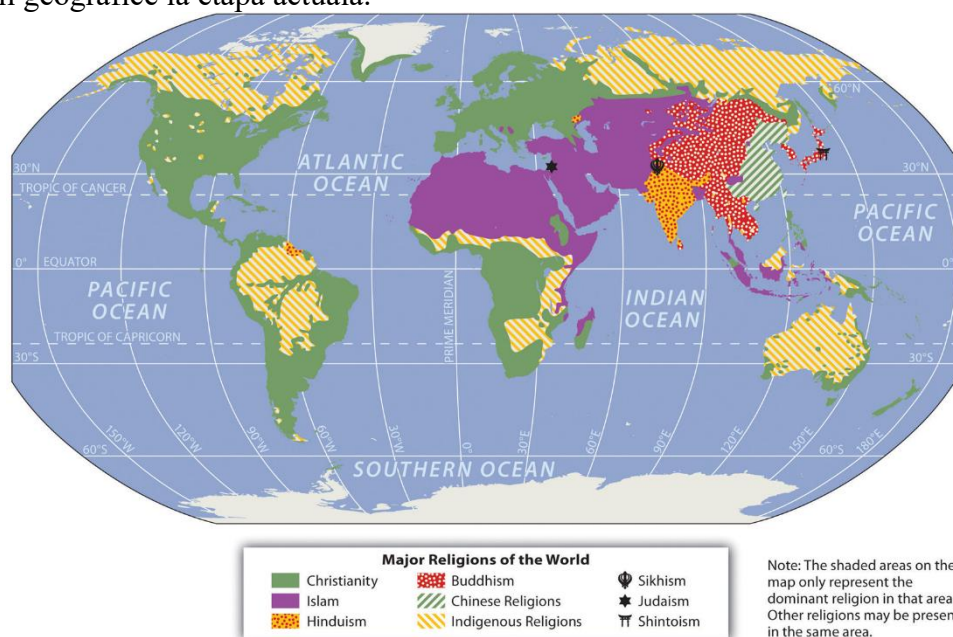 geografice la etapa actuală.
60°N
ATLANTIC
OCEAN
30°N
30°N
TROPIC OF CANCER
PACIFIC
OCEAN
0°
EQUATOR
0°
PACIFIC
OCEAN
INDIAN
OCEAN
PRIME MERIDIAN
TROPIC OF CAPRICORN
30°S
30°S
60°S
150°W
120°W
90°W
60°W
30°W
0°
30°E
60°E
90°E
120°E
150°E
180°E
60°S
SOUTHERN OCEAN
Major Religions of the World
Christianity
Buddhism
Sikhism
Islam
Chinese Religions
Judaism
Hinduism
Indigenous Religions
Shintoism
Note: The shaded areas on the
map only represent the
dominant religion in that area
Other religions may be presen
in the same area.